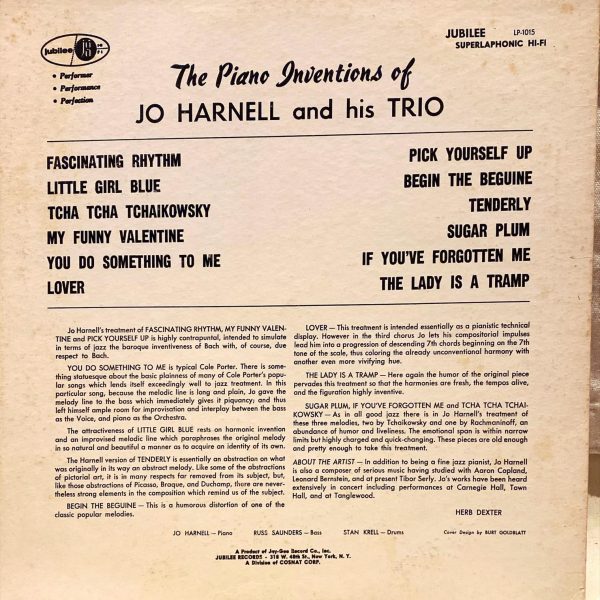 jubilee
JUBILEE LP-1015
SUPERLAPHONIC HI-FI
• Performer
• Performance
• Perfection
The Piano Inventions of
JO HARNELL and his TRIO
FASCINATING RHYTHM
LITTLE GIRL BLUE
TCHA TCHA TCHAIKOWSKY
MY FUNNY VALENTINE
YOU DO SOMETHING TO ME
LOVER
PICK YOURSELF UP
BEGIN THE BEGUINE
TENDERLY
SUGAR PLUM
IF YOU'VE FORGOTTEN ME
THE LADY IS A TRAMP
Jo Harnell's treatment of FASCINATING RHYTHM, MY FUNNY VALEN-
TINE and PICK YOURSELF UP is highly contrapuntal, intended to simulate
in terms of jazz the baroque inventiveness of Bach with, of course, due
respect to Bach.
YOU DO SOMETHING TO ME is typical Cole Porter. There is some-
thing statuesque about the basic plainness of many of Cole Porter's popu-
lar songs which lends itself exceedingly well to jazz treatment. In this
particular song, because the melodic line is long and plain, Jo gave the
melody line to the bass which immediately gives it piquancy; and thus
left himself ample room for improvisation and interplay between the bass
as the Voice, and piano as the Orchestra.
The attractiveness of LITTLE GIRL BLUE rests on harmonic invention
and an improvised melodic line which paraphrases the original melody
in so natural and beautiful a manner as to acquire an identity of its own.
The Harnell version of TENDERLY is essentially an abstraction on what
was originally in its way an abstract melody. Like some of the abstractions
of pictorial art, it is in many respects far removed from its subject, but,
like those abstractions of Picasso, Braque, and Duchamp, there are never-
theless strong elements in the composition which remind us of the subject.
BEGIN THE BEGUINE — This is a humorous distortion of one of the
classic popular melodies.
LOVER — This treatment is intended essentially as a pianistic technical
display. However in the third chorus Jo lets his compositorial impulses
lead him into a progression of descending 7th chords beginning on the 7th
tone of the scale, thus coloring the already unconventional harmony with
another even more vivifying hue.
THE LADY IS A TRAMP — Here again the humor of the original piece
pervades this treatment so that the harmonies are fresh, the tempos alive,
and the figuration highly inventive.
SUGAR PLUM, IF YOU'VE FORGOTTEN ME and TCHA TCHA TCHAI-
KOWSKY — As in all good jazz there is in Jo Harnell's treatment of
these three melodies, two by Tchaikowsky and one by Rachmaninoff, an
abundance of humor and liveliness. The emotional span is within narrow
limits but highly charged and quick-changing. These pieces are old enough
and pretty enough to take this treatment.
ABOUT THE ARTIST — In addition to being a fine jazz pianist, Jo Harnell
is also a composer of serious music having studied with Aaron Copland,
Leonard Bernstein, and at present Tibor Serly. Jo's works have been heard
extensively in concert including performances at Carnegie Hall, Town
Hall, and at Tanglewood.
HERB DEXTER
JO HARNELL — Piano RUSS SAUNDERS — Bass STAN KRELL — Drums
Cover Design by BURT GOLDBLATT
A Product of Jay-Gee Record Co., Inc.
JUBILEE RECORDS - 318 W. 48th St., New York, N. Y.
A Division of COSNAT CORP.